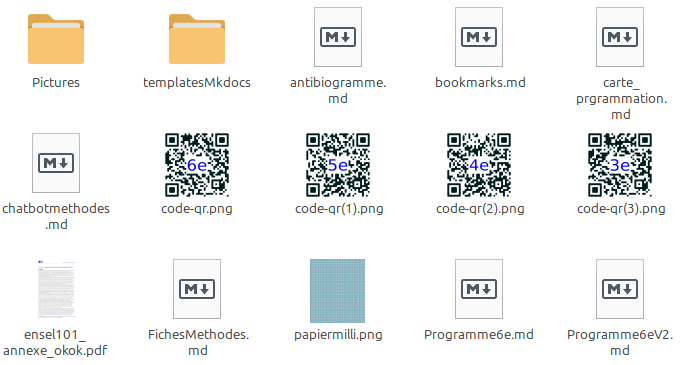 Pictures
templatesMkdocs
antibiogramme.
md
bookmarks.md
carte_
prgrammation.
md
chatbotmethodes
.md
6e
code-qr.png
5e
code-qr(1).png
4e
code-qr(2).png
3e
code-qr(3).png
ensel101_
annexe_okok.pdf
FichesMethodes.
md
papiermilli.png
Programme6e.md
Programme6eV2.
md